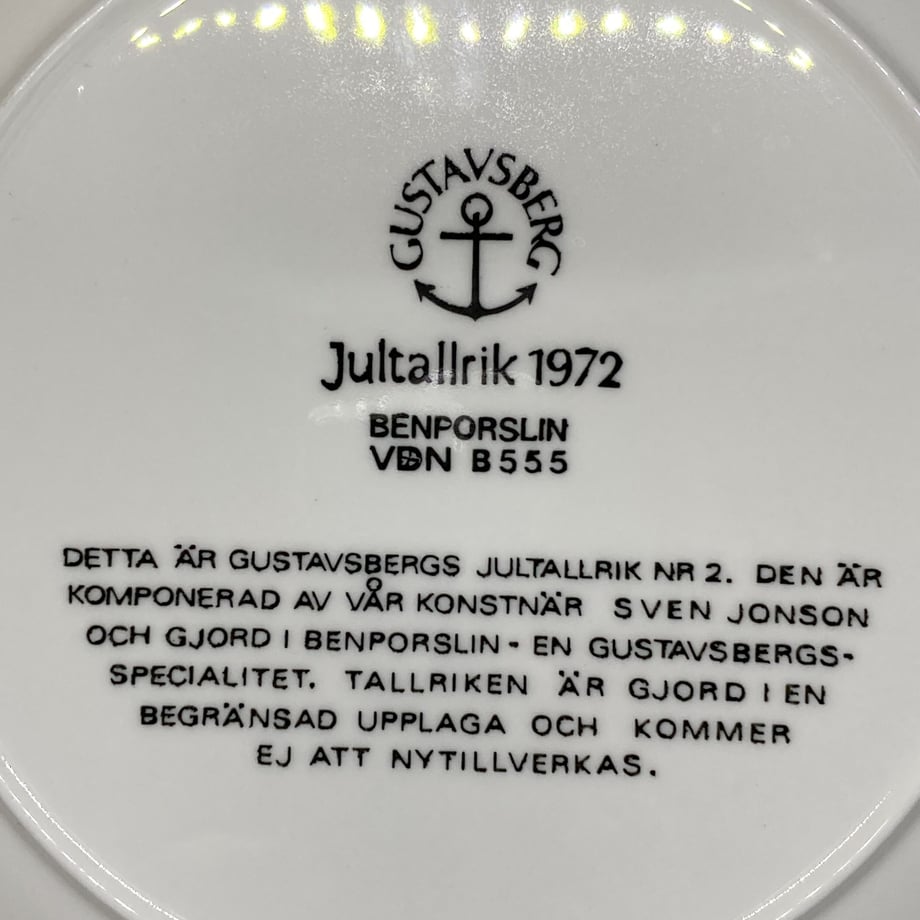 GUSTAVSBERG
Jultallrik 1972
BENPORSLIN
VDN B555
DETTA ÄR GUSTAVSBERGS JULTALLRIK NR 2. DEN ÄR
KOMPONERAD AV VÅR KONSTNÄR SVEN JONSON
OCH GJORD I BENPORSLIN - EN GUSTAVSBERGS-
SPECIALITET. TALLRIKEN ÄR GJORD I EN
BEGRÄNSAD UPPLAGA OCH KOMMER
EJ ATT NYTILLVERKAS.